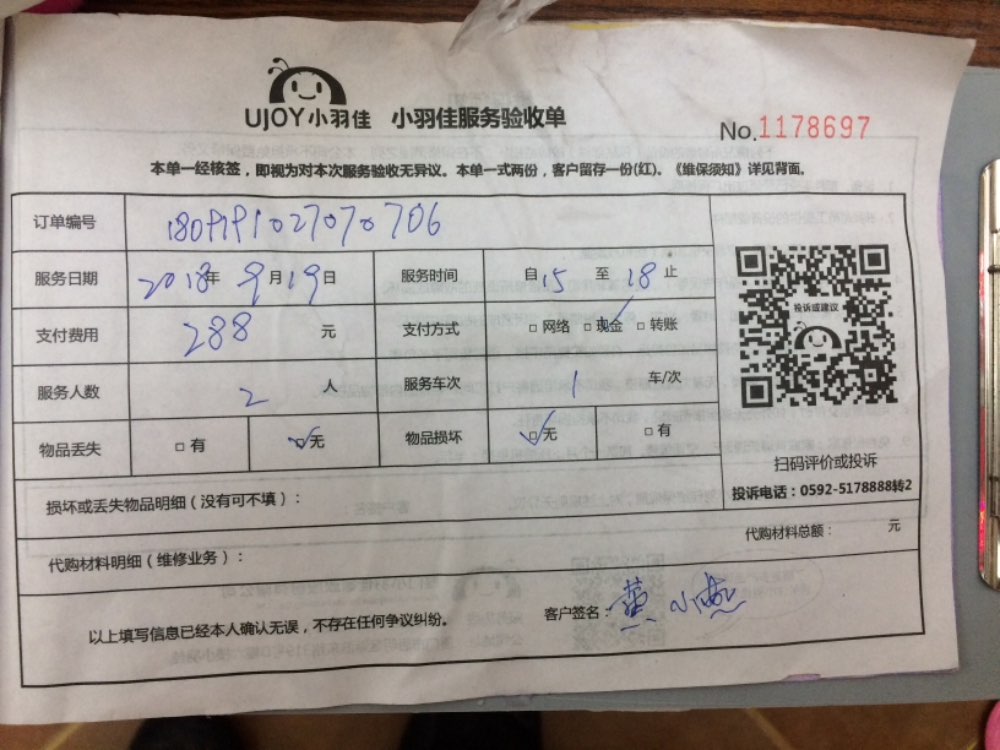 UJOY小羽佳 小羽佳服务验收单
No.1178697
本单一经核签，即视为对本次服务验收无异议。本单一式两份，客户留存一份(红)。《维保须知》详见背面。
订单编号
服务日期 2018年 9月19日 服务时间 自15 至18止
支付费用 288 元 支付方式 □网络 □现金 □转账
投诉或建议
服务人数 2 人 服务车次 1 车/次
物品丢失 □有 ☑无 物品损坏 ☑无 □有
扫码评价或投诉
损坏或丢失物品明细（没有可不填）：
投诉电话：0592-5178888转2
代购材料明细（维修业务）：
代购材料总额： 元
以上填写信息已经本人确认无误，不存在任何争议纠纷。
客户签名：黄小惠